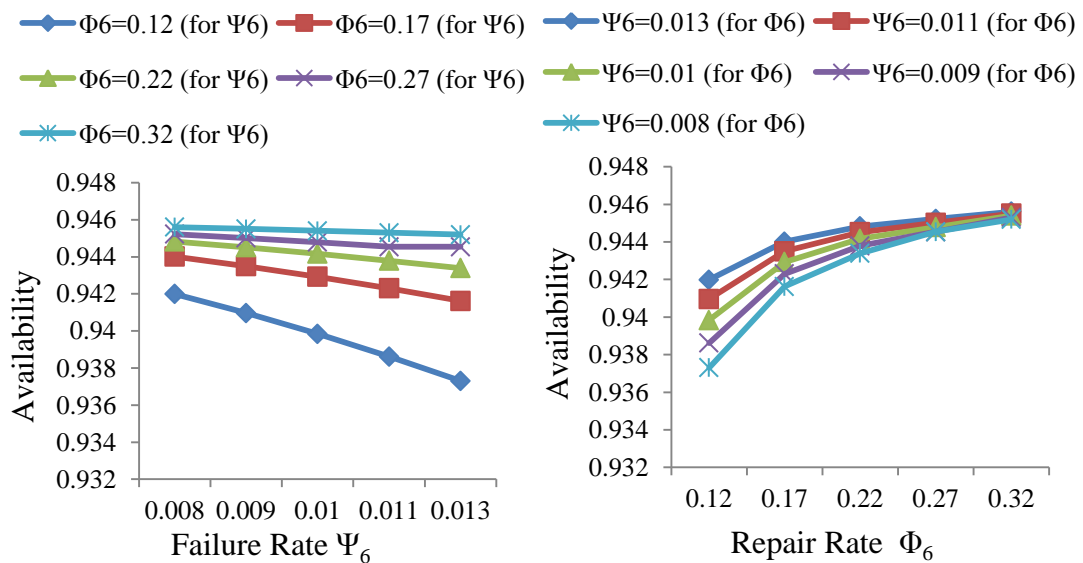 Φ6=0.12 (for Ψ6) Φ6=0.17 (for Ψ6)
Φ6=0.22 (for Ψ6) Φ6=0.27 (for Ψ6)
Φ6=0.32 (for Ψ6)
0.948
0.946
0.944
0.942
0.94
0.938
0.936
0.934
0.932
Availability
0.008 0.009 0.01 0.011 0.013
Failure Rate Ψ6
Ψ6=0.013 (for Φ6) Ψ6=0.011 (for Φ6)
Ψ6=0.01 (for Φ6) Ψ6=0.009 (for Φ6)
Ψ6=0.008 (for Φ6)
0.948
0.946
0.944
0.942
0.94
0.938
0.936
0.934
0.932
Availability
0.12 0.17 0.22 0.27 0.32
Repair Rate Φ6